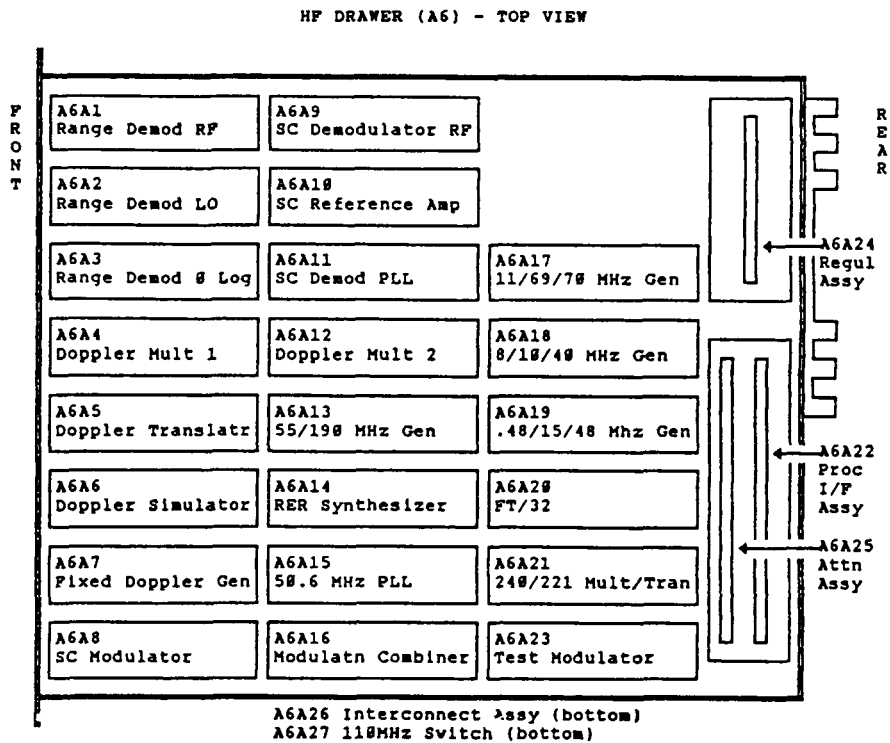 HF DRAWER (A6) - TOP VIEW
FRONT
REAR
A6A1
Range Demod RF
A6A9
SC Demodulator RF
A6A2
Range Demod LO
A6A10
SC Reference Amp
A6A3
Range Demod Ø Log
A6A11
SC Demod PLL
A6A17
11/69/70 MHz Gen
A6A24
Regul
Assy
A6A4
Doppler Mult 1
A6A12
Doppler Mult 2
A6A18
8/10/40 MHz Gen
A6A5
Doppler Translatr
A6A13
55/190 MHz Gen
A6A19
.48/15/48 Mhz Gen
A6A22
Proc
I/F
Assy
A6A6
Doppler Simulator
A6A14
RER Synthesizer
A6A20
FT/32
A6A25
Attn
Assy
A6A7
Fixed Doppler Gen
A6A15
50.6 MHz PLL
A6A21
240/221 Mult/Tran
A6A8
SC Modulator
A6A16
Modulatn Combiner
A6A23
Test Modulator
A6A26 Interconnect Assy (bottom)
A6A27 110MHz Switch (bottom)